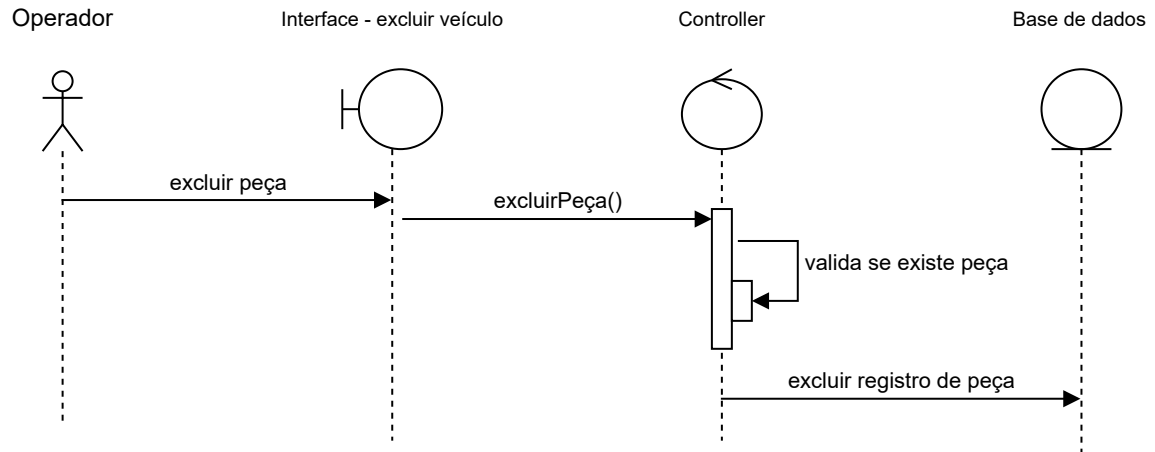 Operador
Interface - excluir veículo
Controller
Base de dados
excluir peça
excluirPeça()
valida se existe peça
excluir registro de peça